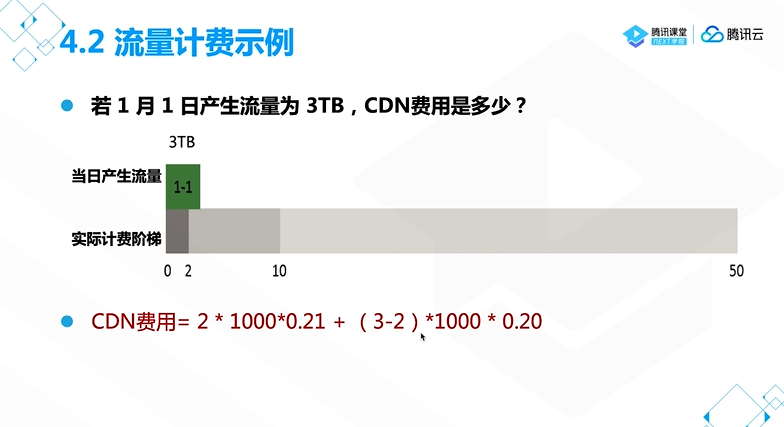 4.2 流量计费示例
腾讯课堂
NEXT学院
腾讯云
若 1 月 1 日产生流量为 3TB，CDN费用是多少？
3TB
当日产生流量
1-1
实际计费阶梯
0 2 10 50
CDN费用= 2 * 1000*0.21 + （3-2）*1000 * 0.20